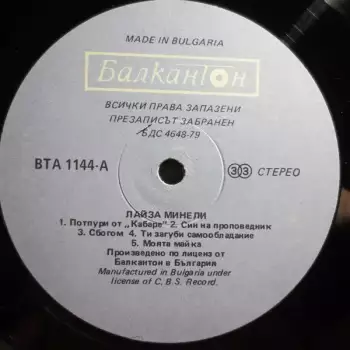 MADE IN BULGARIA
Балкантон
ВСИЧКИ ПРАВА ЗАПАЗЕНИ
ПРЕЗАПИСЪТ ЗАБРАНЕН
БДС 4648-79
ВТА 1144-А
33 СТЕРЕО
ЛАЙЗА МИНЕЛИ
1. Потпури от „Кабаре" 2. Син на проповедник
3. Сбогом 4. Ти загуби самообладание
5. Моята майка
Произведено по лиценз от
Балкантон в България
Manufactured in Bulgaria under
license of C.B.S. Record.